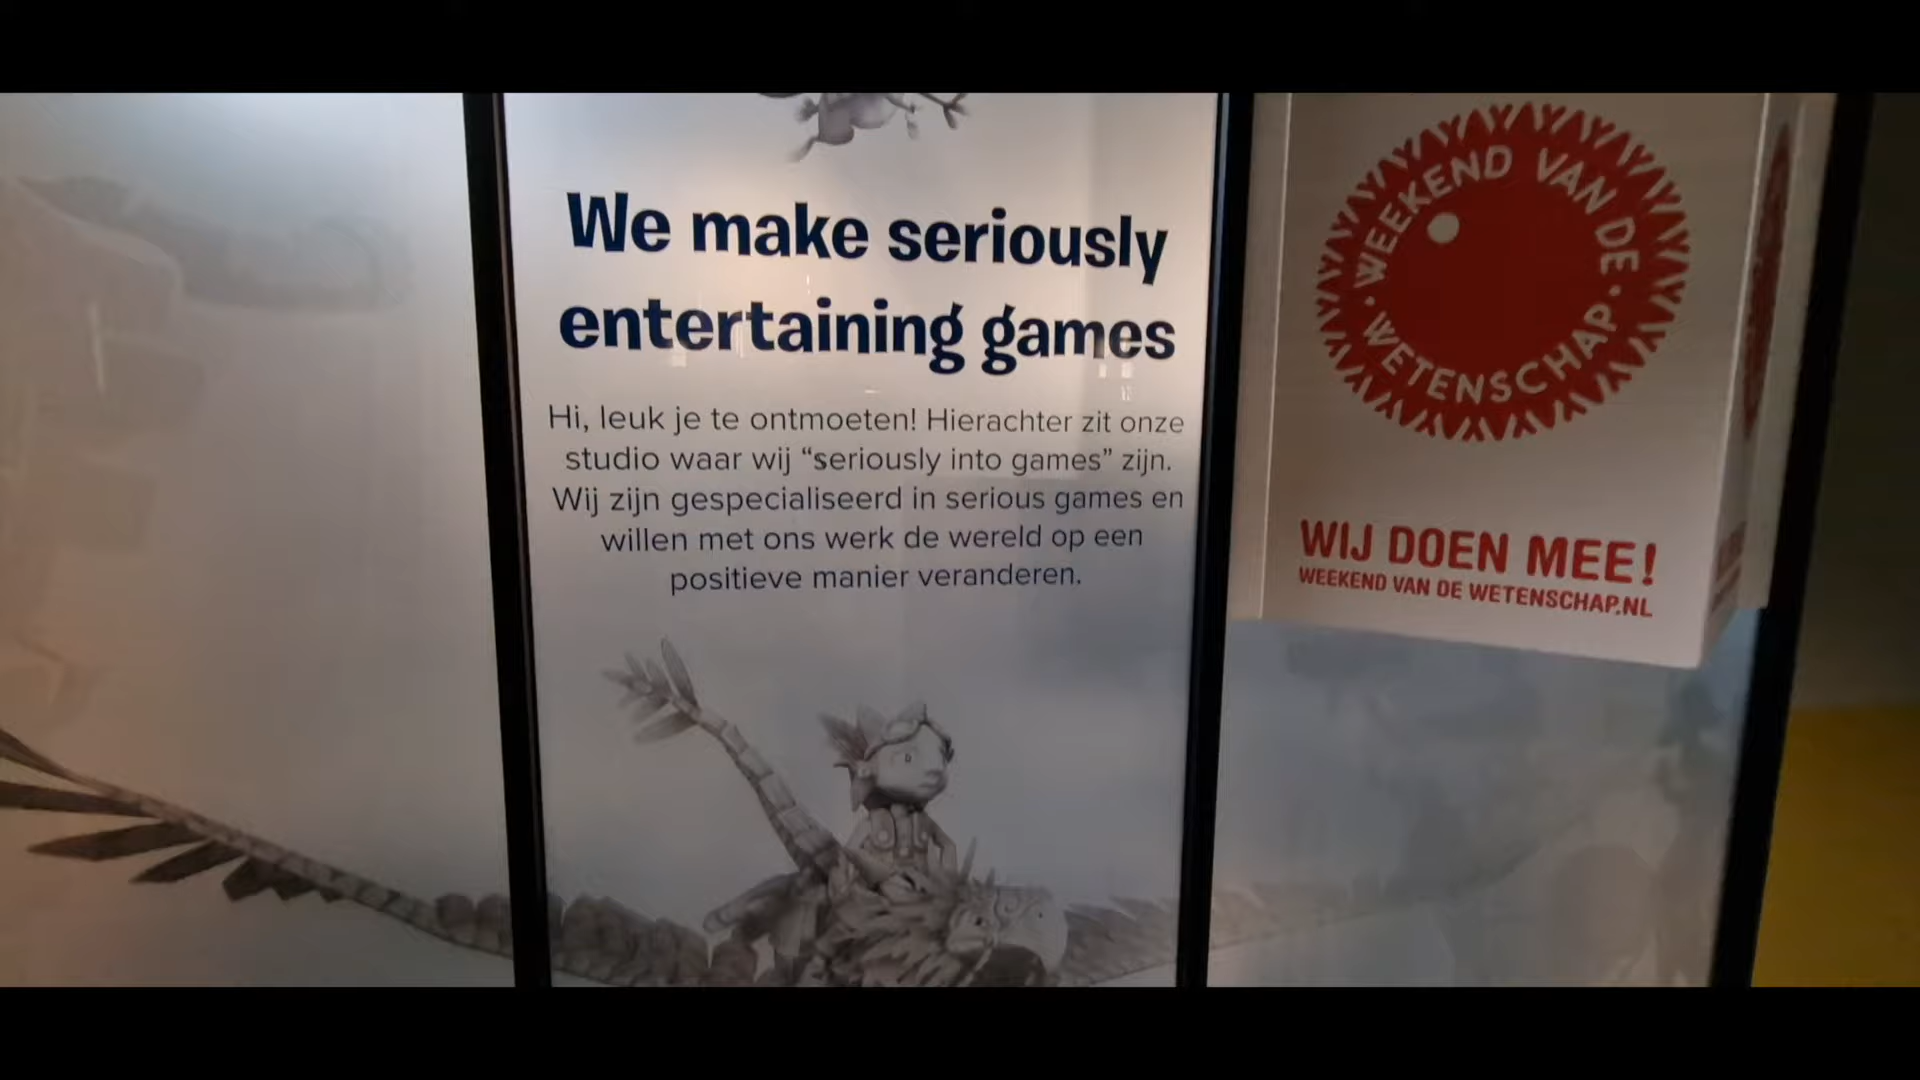 We make seriously
entertaining games
Hi, leuk je te ontmoeten! Hierachter zit onze
studio waar wij “seriously into games” zijn.
Wij zijn gespecialiseerd in serious games en
willen met ons werk de wereld op een
positieve manier veranderen.
WEEKEND VAN DE
WETENSCHAP
WIJ DOEN MEE!
WEEKEND VAN DE WETENSCHAP.NL